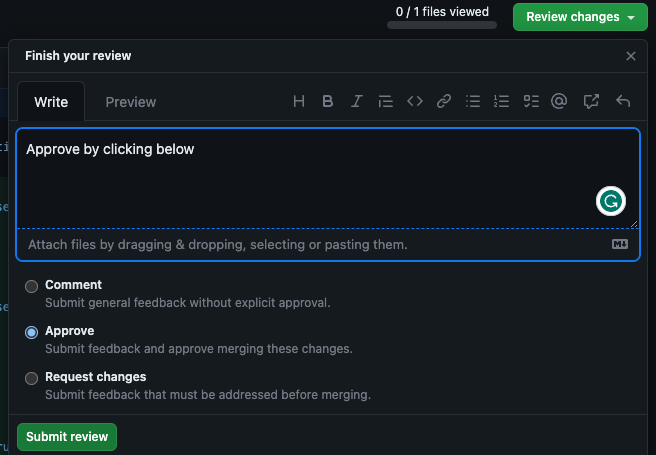 0 / 1 files viewed
Review changes
Finish your review
Write Preview
Approve by clicking below
Attach files by dragging & dropping, selecting or pasting them.
Comment
Submit general feedback without explicit approval.
Approve
Submit feedback and approve merging these changes.
Request changes
Submit feedback that must be addressed before merging.
Submit review